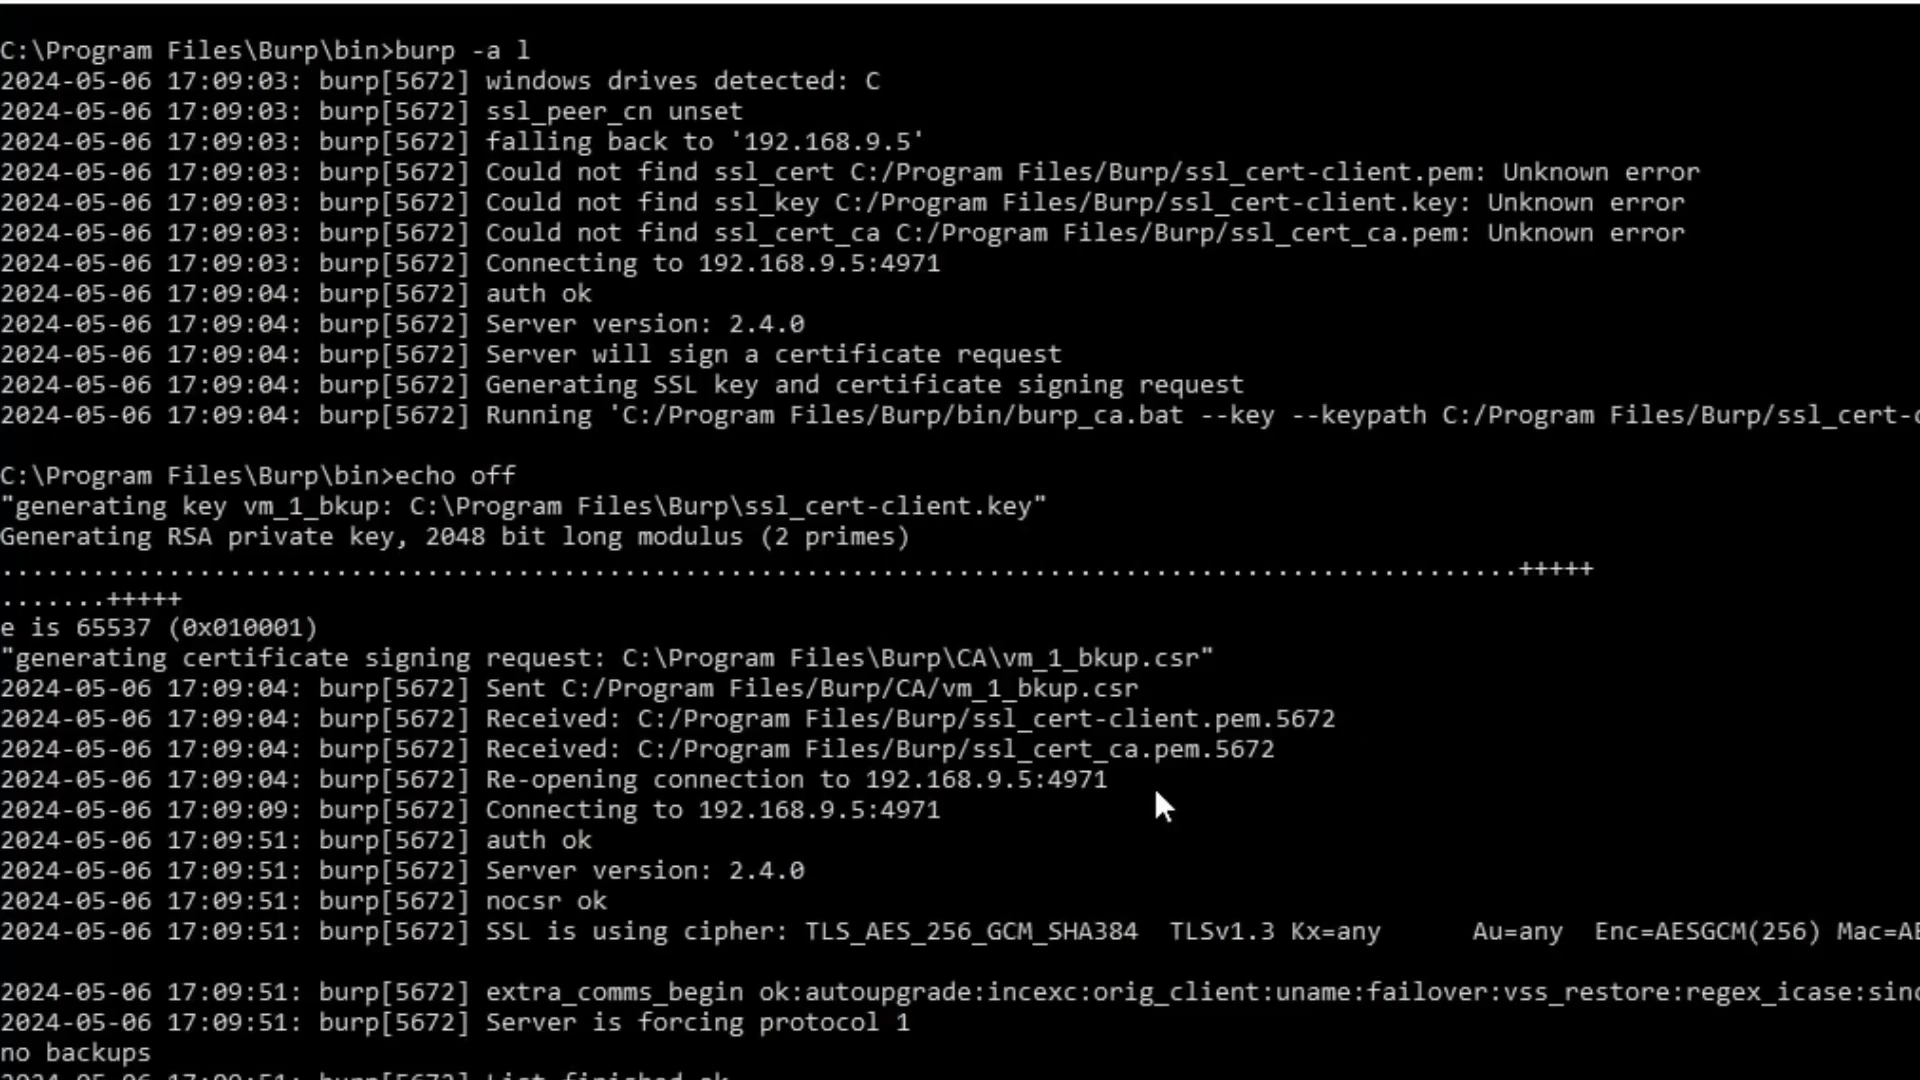 C:\Program Files\Burp\bin>burp -a l
2024-05-06 17:09:03: burp[5672] windows drives detected: C
2024-05-06 17:09:03: burp[5672] ssl_peer_cn unset
2024-05-06 17:09:03: burp[5672] falling back to '192.168.9.5'
2024-05-06 17:09:03: burp[5672] Could not find ssl_cert C:/Program Files/Burp/ssl_cert-client.pem: Unknown error
2024-05-06 17:09:03: burp[5672] Could not find ssl_key C:/Program Files/Burp/ssl_cert-client.key: Unknown error
2024-05-06 17:09:03: burp[5672] Could not find ssl_cert_ca C:/Program Files/Burp/ssl_cert_ca.pem: Unknown error
2024-05-06 17:09:03: burp[5672] Connecting to 192.168.9.5:4971
2024-05-06 17:09:04: burp[5672] auth ok
2024-05-06 17:09:04: burp[5672] Server version: 2.4.0
2024-05-06 17:09:04: burp[5672] Server will sign a certificate request
2024-05-06 17:09:04: burp[5672] Generating SSL key and certificate signing request
2024-05-06 17:09:04: burp[5672] Running 'C:/Program Files/Burp/bin/burp_ca.bat --key --keypath C:/Program Files/Burp/ssl_cert-c
C:\Program Files\Burp\bin>echo off
"generating key vm_1_bkup: C:\Program Files\Burp\ssl_cert-client.key"
Generating RSA private key, 2048 bit long modulus (2 primes)
....................................................................................................+++++
.......+++++
e is 65537 (0x010001)
"generating certificate signing request: C:\Program Files\Burp\CA\vm_1_bkup.csr"
2024-05-06 17:09:04: burp[5672] Sent C:/Program Files/Burp/CA/vm_1_bkup.csr
2024-05-06 17:09:04: burp[5672] Received: C:/Program Files/Burp/ssl_cert-client.pem.5672
2024-05-06 17:09:04: burp[5672] Received: C:/Program Files/Burp/ssl_cert_ca.pem.5672
2024-05-06 17:09:04: burp[5672] Re-opening connection to 192.168.9.5:4971
2024-05-06 17:09:09: burp[5672] Connecting to 192.168.9.5:4971
2024-05-06 17:09:51: burp[5672] auth ok
2024-05-06 17:09:51: burp[5672] Server version: 2.4.0
2024-05-06 17:09:51: burp[5672] nocsr ok
2024-05-06 17:09:51: burp[5672] SSL is using cipher: TLS_AES_256_GCM_SHA384  TLSv1.3 Kx=any      Au=any  Enc=AESGCM(256) Mac=AE
2024-05-06 17:09:51: burp[5672] extra_comms_begin ok:autoupgrade:incexc:orig_client:uname:failover:vss_restore:regex_icase:sinc
2024-05-06 17:09:51: burp[5672] Server is forcing protocol 1
no backups
2024-05-06 17:09:51: burp[5672] List finished ok